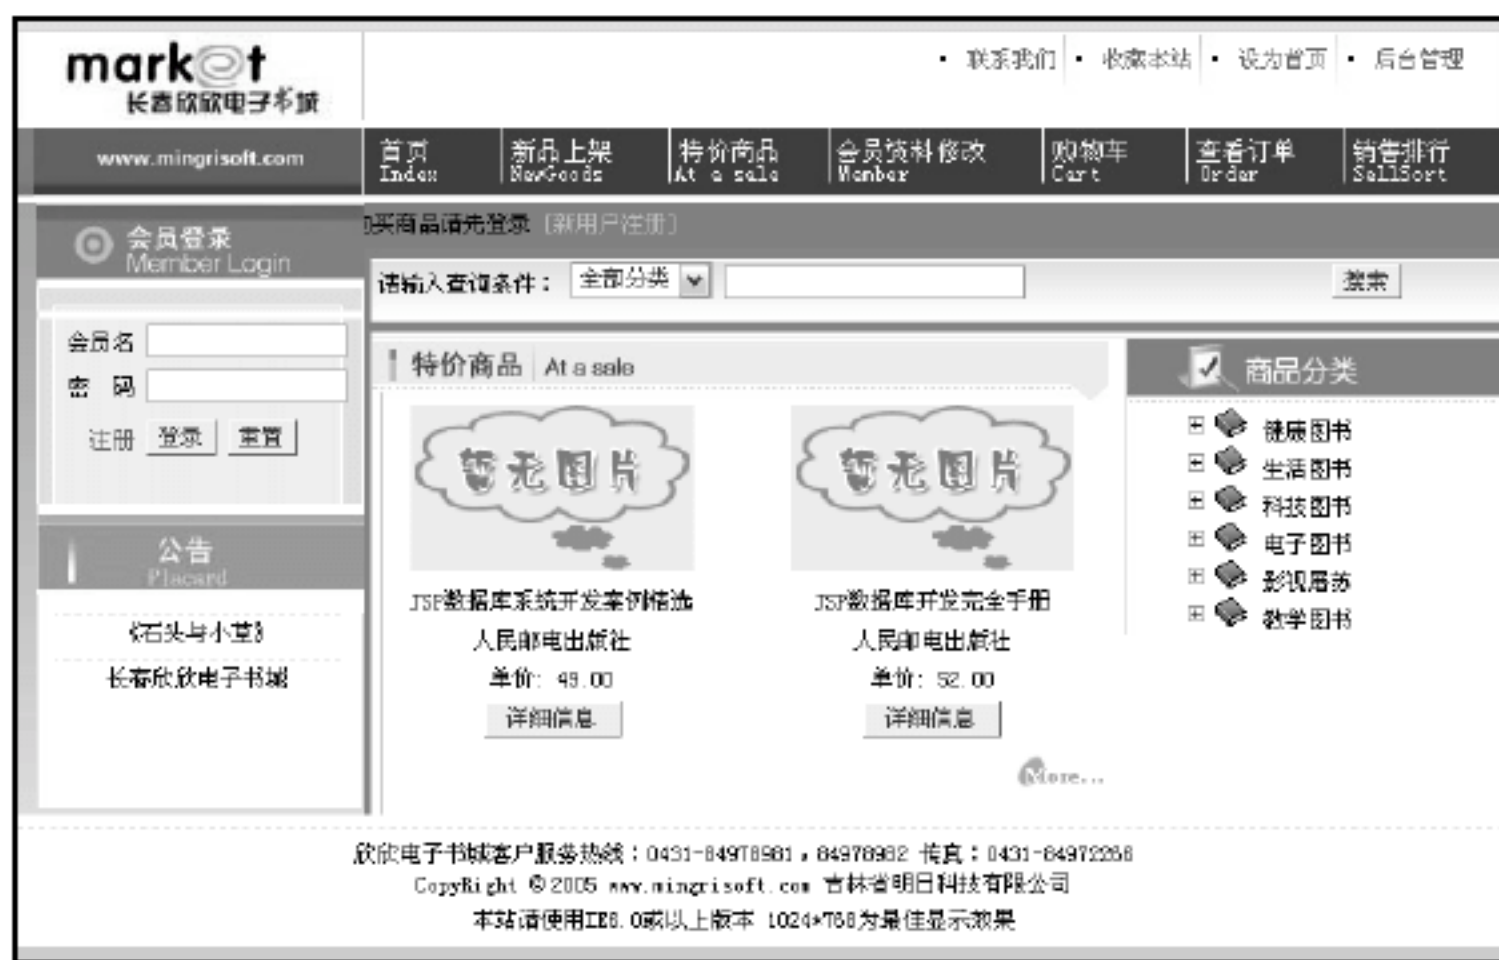 mark@t
长春欣欣电子书城
· 联系我们 · 收藏本站 · 设为首页 · 后台管理
www.mingrisoft.com
首页 新品上架 特价商品 会员资料修改 购物车 查看订单 销售排行
Index NewGoods At a sale Member Cart Order SellSort
买商品请先登录 [新用户注册]
会员登录
Member Login
请输入查询条件: 全部分类 搜索
会员名
密 码
注册 登录 重置
特价商品 At a sale
商品分类
暂无图片 暂无图片
健康图书
生活图书
科技图书
电子图书
影视屠苏
教学图书
公告
Placard
《石头与小草》
长春欣欣电子书城
JSP数据库系统开发案例精选 JSP数据库开发完全手册
人民邮电出版社 人民邮电出版社
单价: 49.00 单价: 52.00
详细信息 详细信息
More...
欣欣电子书城客户服务热线:0431-84978981,84978982 传真:0431-84972266
CopyRight © 2005 www.mingrisoft.com 吉林省明日科技有限公司
本站请使用IE6.0或以上版本 1024*768为最佳显示效果